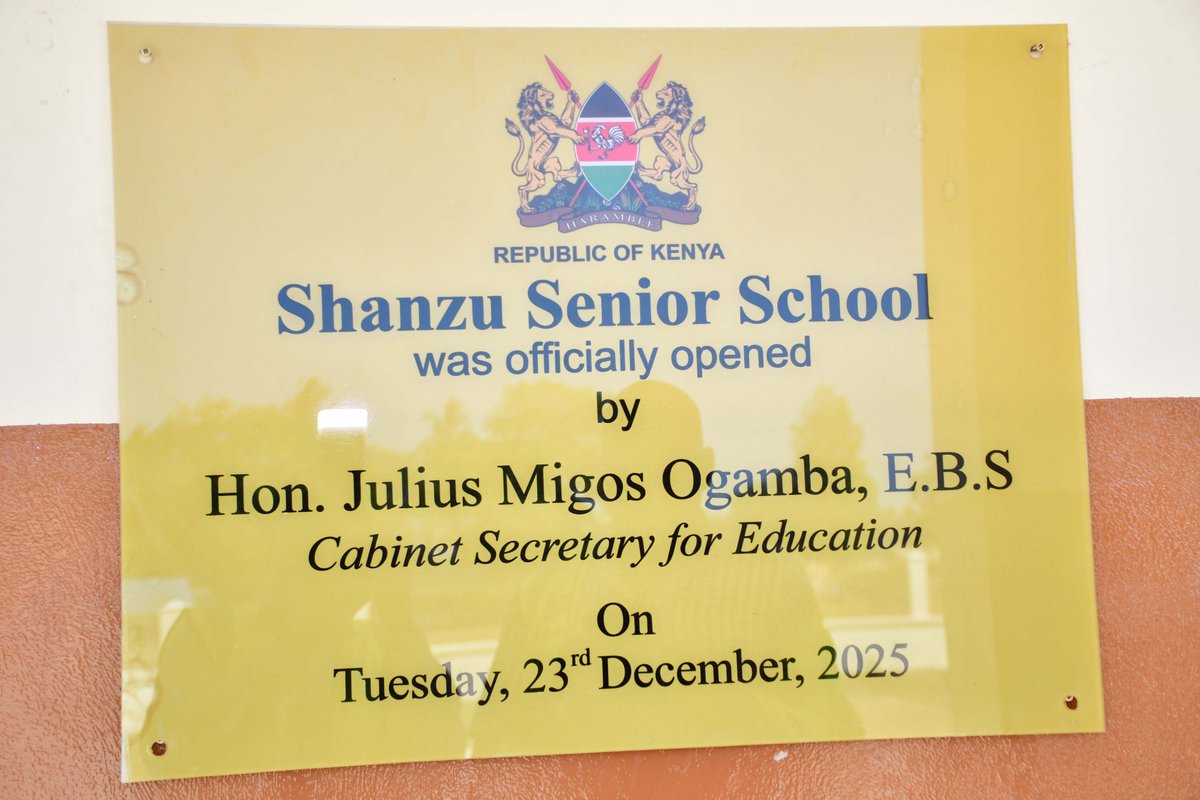 HARAMBEE
REPUBLIC OF KENYA
Shanzu Senior School
was officially opened
by
Hon. Julius Migos Ogamba, E.B.S
Cabinet Secretary for Education
On
Tuesday, 23rd December, 2025